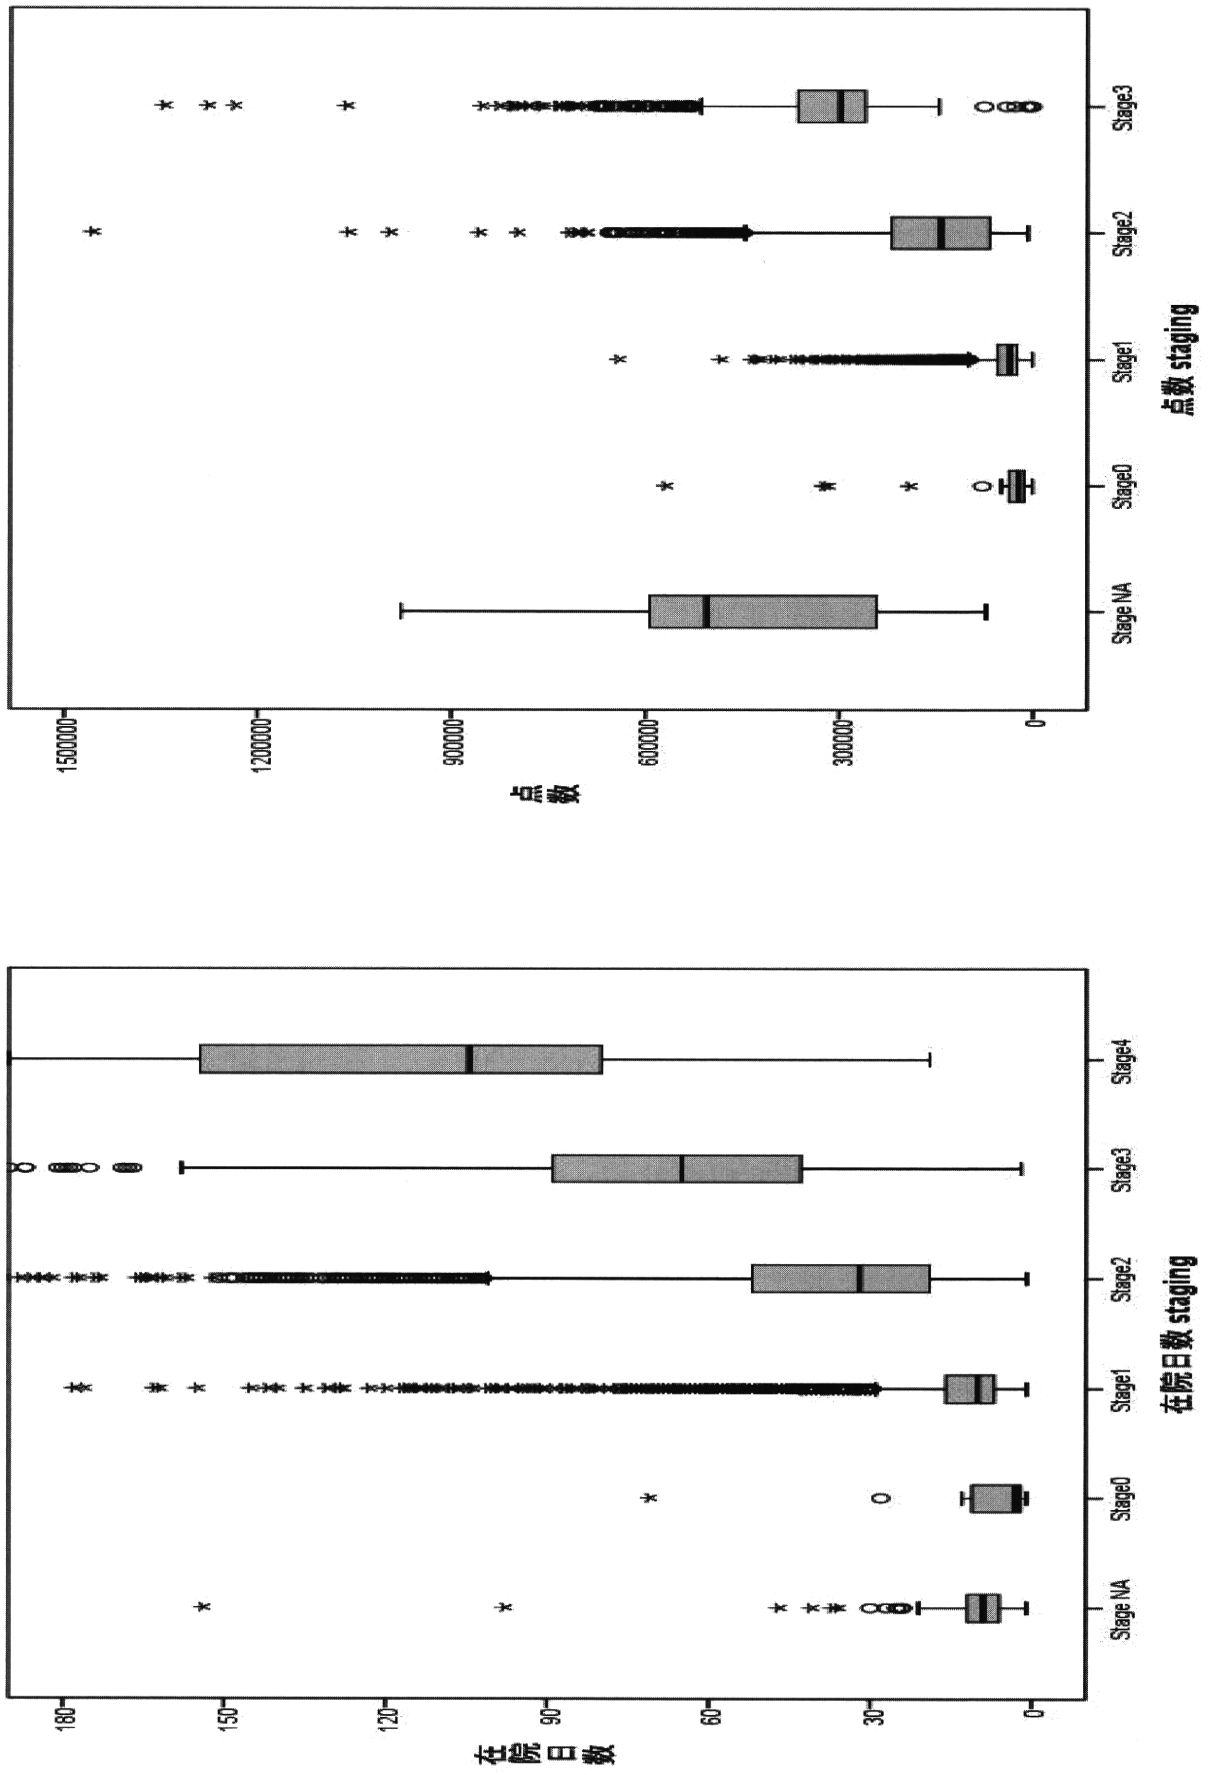 在院日数
180
150
120
90
60
30
0
Stage NA
Stage0
Stage1
Stage2
Stage3
Stage4
在院日数 staging
点数
1500000
1200000
900000
600000
300000
0
Stage NA
Stage0
Stage1
Stage2
Stage3
点数 staging